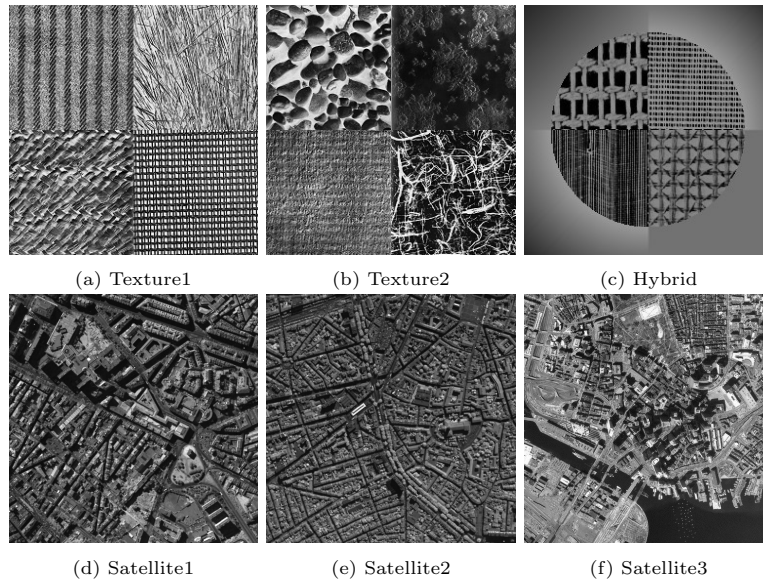 (a) Texture1
(b) Texture2
(c) Hybrid
(d) Satellite1
(e) Satellite2
(f) Satellite3